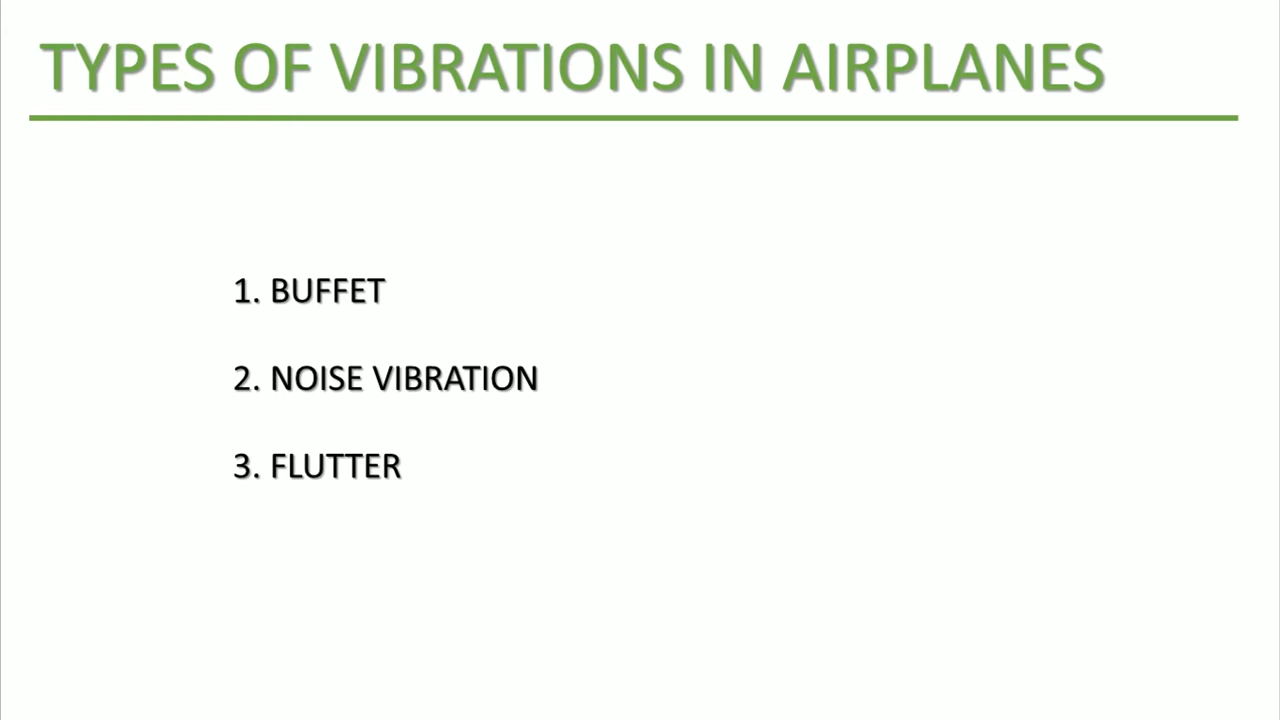 TYPES OF VIBRATIONS IN AIRPLANES
1. BUFFET
2. NOISE VIBRATION
3. FLUTTER